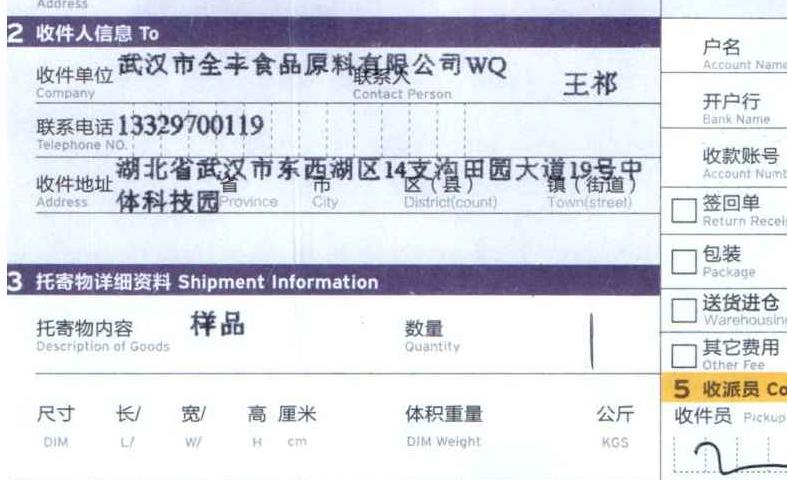 Address
2 收件人信息 To
收件单位 武汉市全丰食品原料有限公司WQ
Company
联系人 王祁
Contact Person
联系电话 13329700119
Telephone NO.
湖北省武汉市东西湖区14支沟田园大道19号中
收件地址 省 市 区(县) 镇(街道)
Address Province City District(count) Town(street)
体科技园
3 托寄物详细资料 Shipment Information
托寄物内容 样品 数量 |
Description of Goods Quantity
尺寸 长/ 宽/ 高 厘米 体积重量 公斤
DIM L/ W/ H cm DIM Weight KGS
户名
Account Name
开户行
Bank Name
收款账号
Account Numb
签回单
Return Recei
包装
Package
送货进仓
Warehousing
其它费用
Other Fee
5 收派员 Co
收件员 Pickup